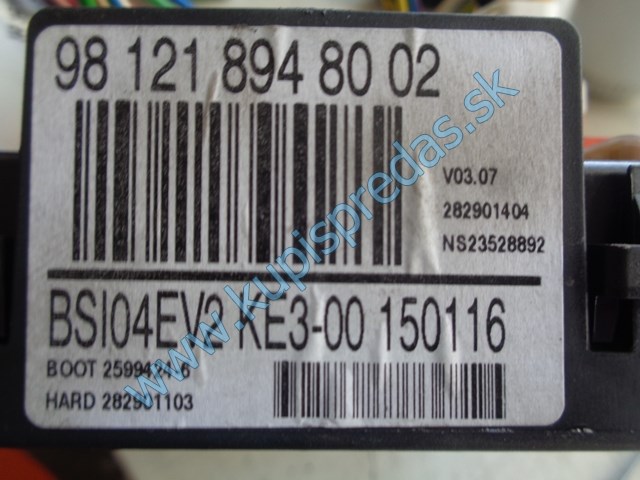 98 121 894 80 02
V03.07
282901404
NS23528892
BSI04EV2 KE3-00 150116
BOOT
HARD 282901103
www.kupispredas.sk